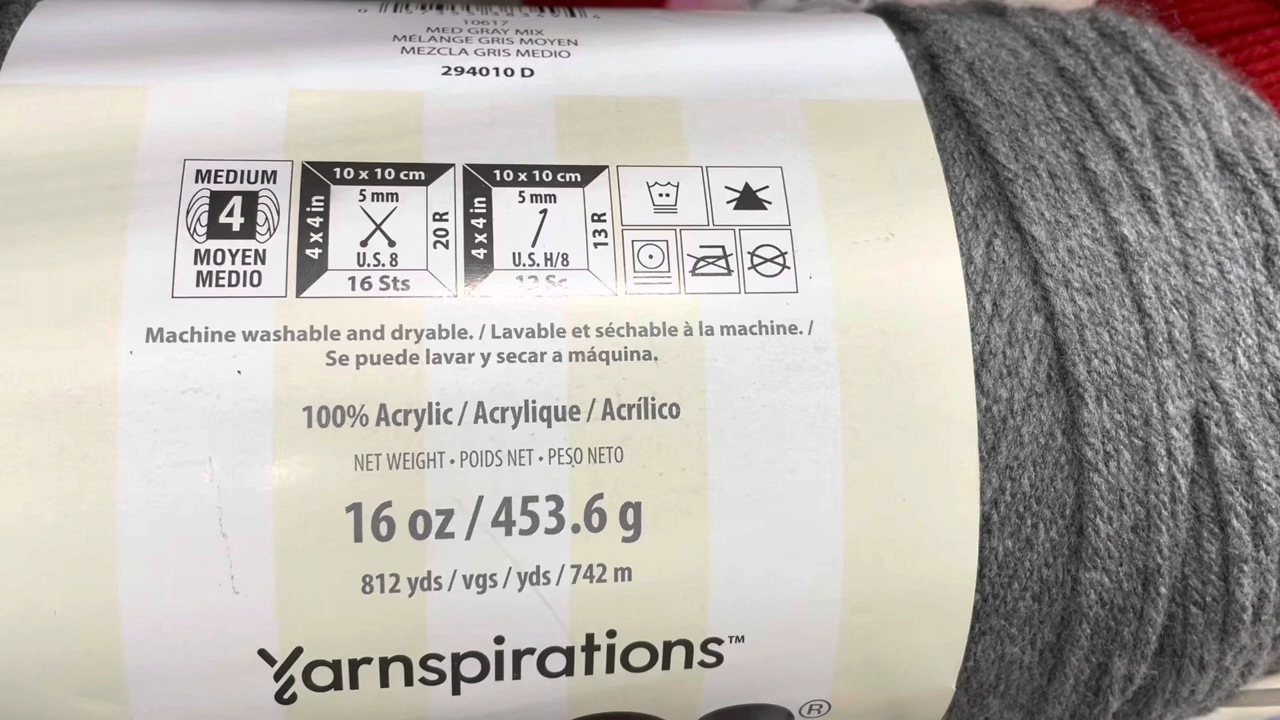 10617
MED GRAY MIX
MÉLANGE GRIS MOYEN
MEZCLA GRIS MEDIO
294010 D
MEDIUM
4
MOYEN
MEDIO
10 x 10 cm
4 x 4 in
5 mm
U.S. 8
20 R
16 Sts
10 x 10 cm
4 x 4 in
5 mm
U.S. H/8
13 R
Machine washable and dryable. / Lavable et séchable à la machine. /
Se puede lavar y secar a máquina.
100% Acrylic / Acrylique / Acrílico
NET WEIGHT • POIDS NET • PESO NETO
16 oz / 453.6 g
812 yds / vgs / yds / 742 m
Yarnspirations™
®